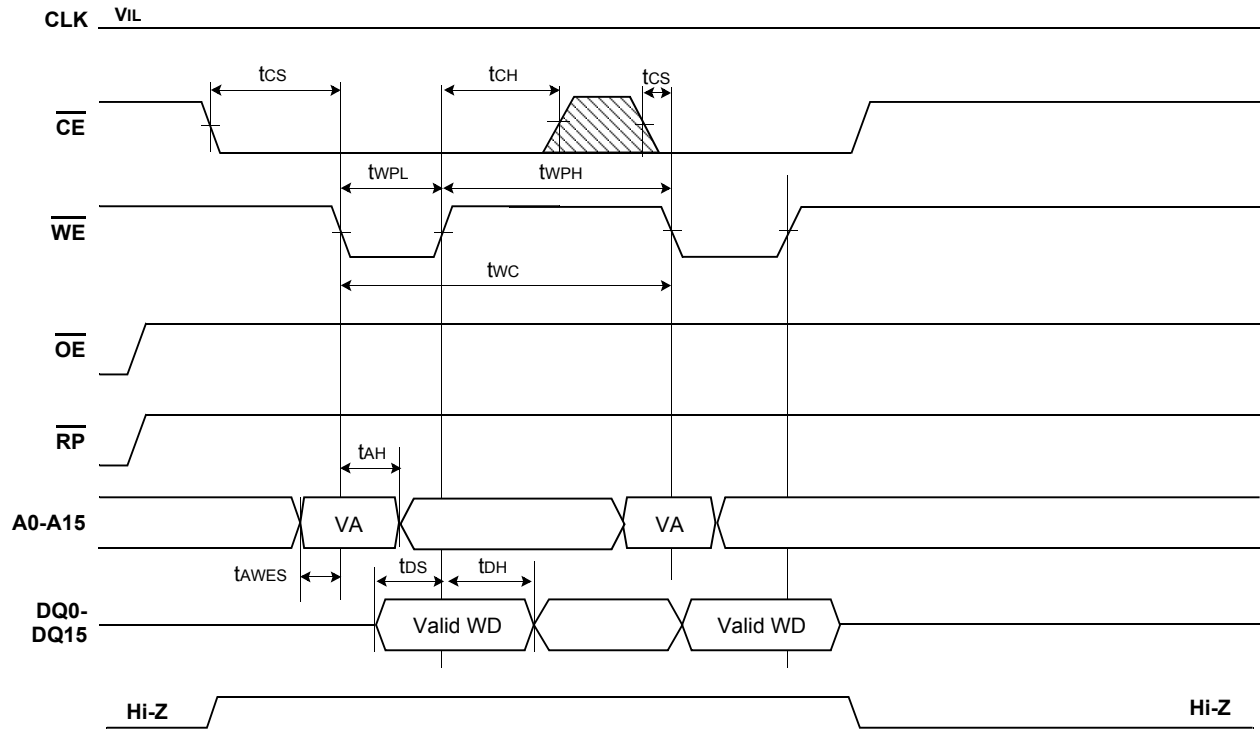 CLK VIL
tCS tCH tCS
CE
tWPL tWPH
WE
tWC
OE
RP
tAH
A0-A15 VA VA
tAWES tDS tDH
DQ0-
DQ15 Valid WD Valid WD
Hi-Z Hi-Z